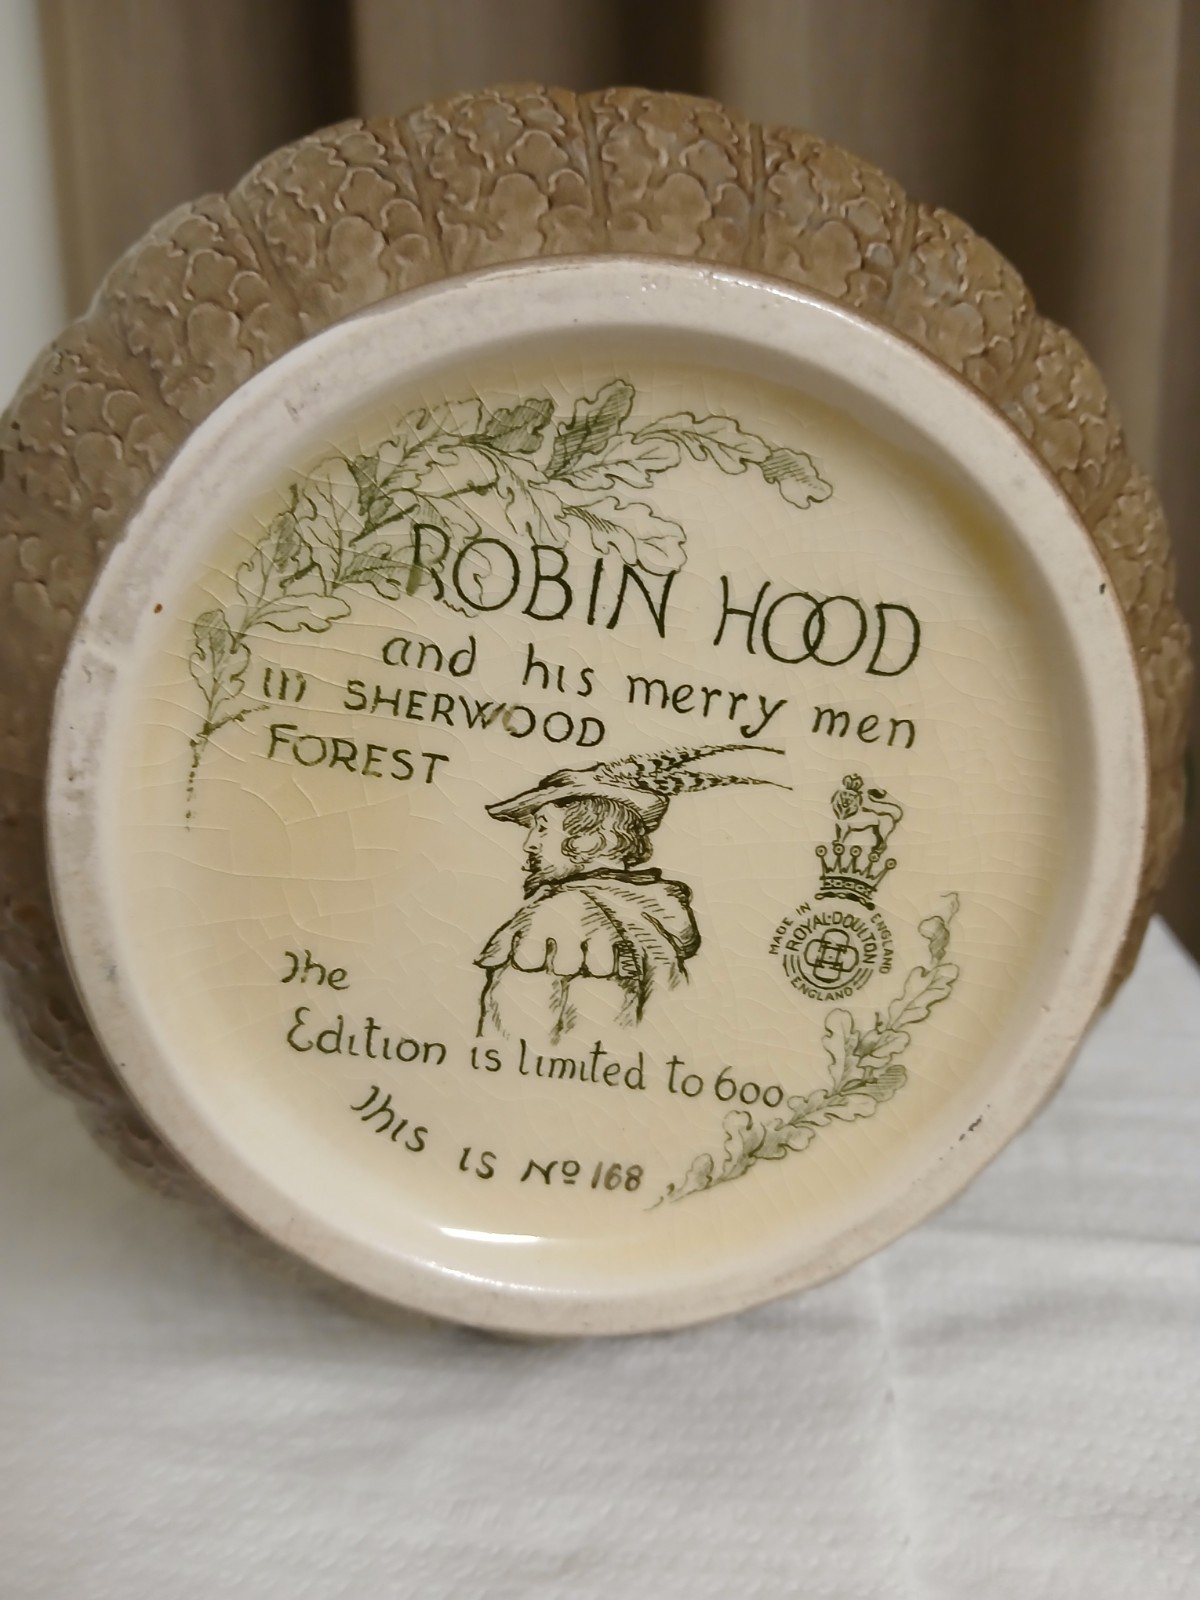 ROBIN HOOD
and his merry men
in SHERWOOD
FOREST
MADE IN ENGLAND
ROYAL·DOULTON
ENGLAND
The
Edition is limited to 600
This is No 168